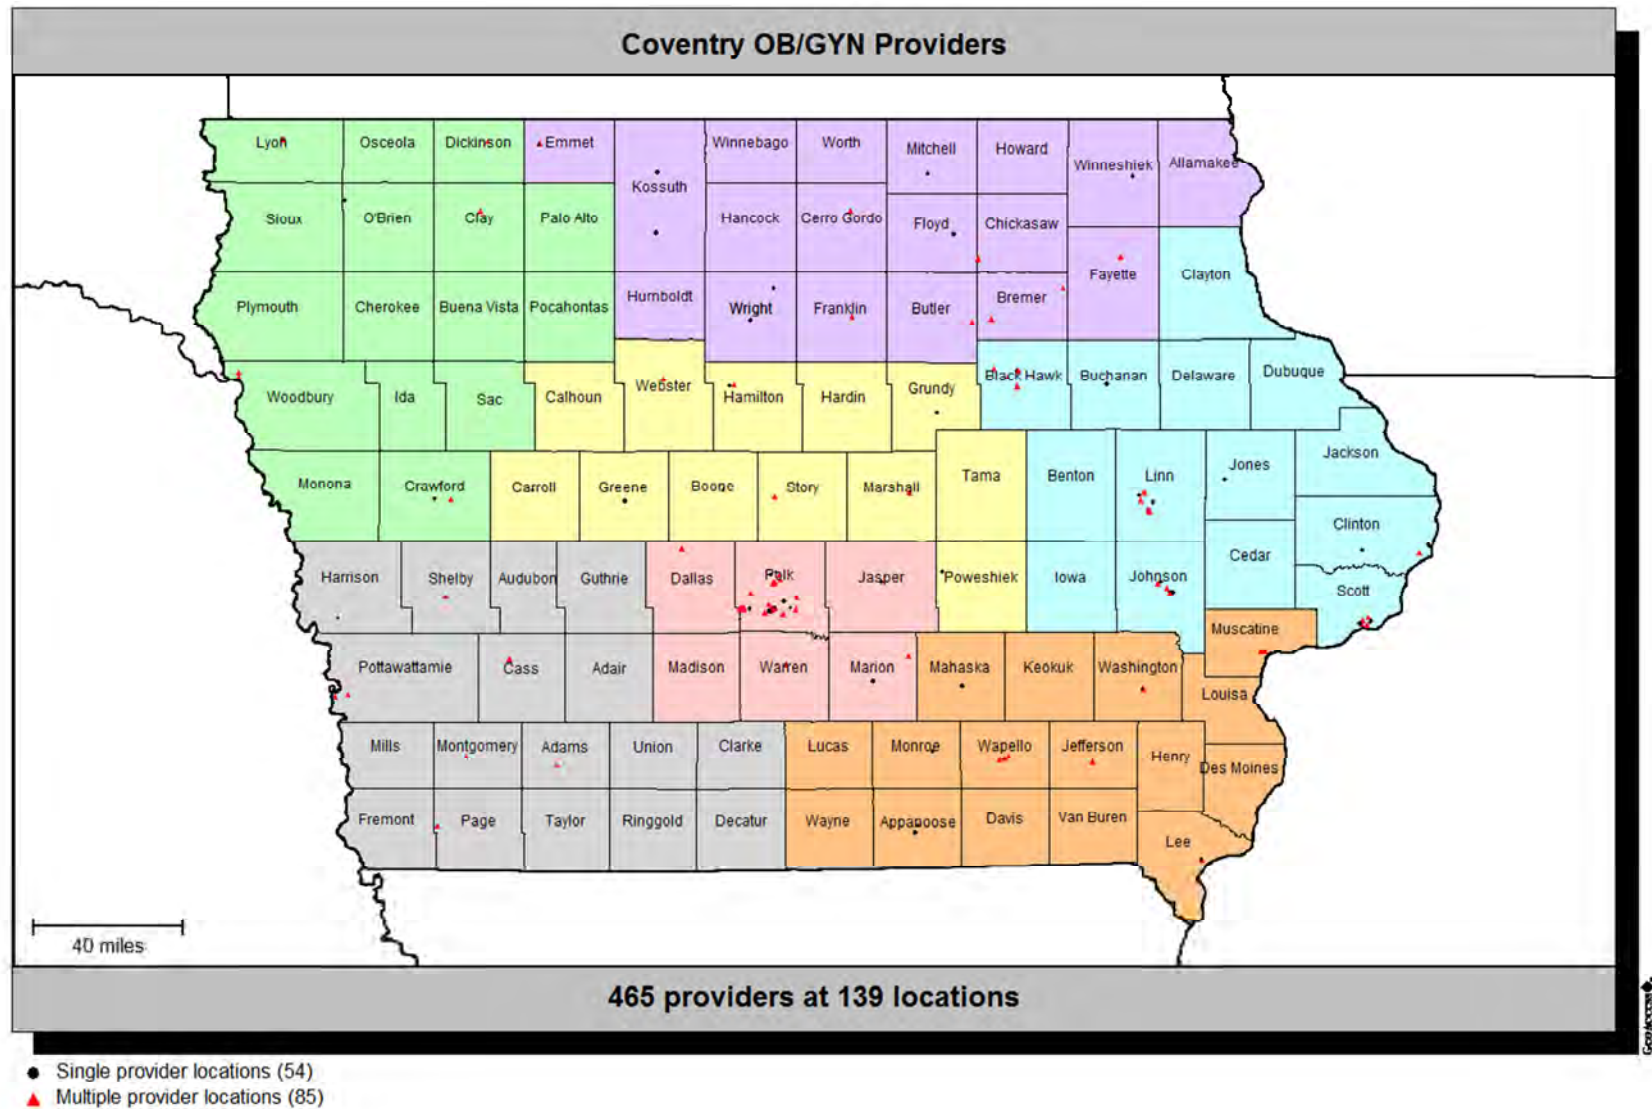 Coventry OB/GYN Providers
Lyon Osceola Dickinson Emmet Winnebago Worth Mitchell Howard Winneshiek Allamakee
Kossuth
Sioux O'Brien Clay Palo Alto Hancock Cerro Gordo Floyd Chickasaw
Fayette Clayton
Plymouth Cherokee Buena Vista Pocahontas Humboldt Wright Franklin Butler Bremer
Woodbury Ida Sac Calhoun Webster Hamilton Hardin Grundy Black Hawk Buchanan Delaware Dubuque
Monona Crawford Carroll Greene Boone Story Marshall Tama Benton Linn Jones Jackson
Clinton
Cedar
Harrison Shelby Audubon Guthrie Dallas Polk Jasper Poweshiek Iowa Johnson Scott
Muscatine
Pottawattamie Cass Adair Madison Warren Marion Mahaska Keokuk Washington
Louisa
Mills Montgomery Adams Union Clarke Lucas Monroe Wapello Jefferson Henry Des Moines
Fremont Page Taylor Ringgold Decatur Wayne Appanoose Davis Van Buren
Lee
40 miles
465 providers at 139 locations
GeoAccess
Single provider locations (54)
Multiple provider locations (85)